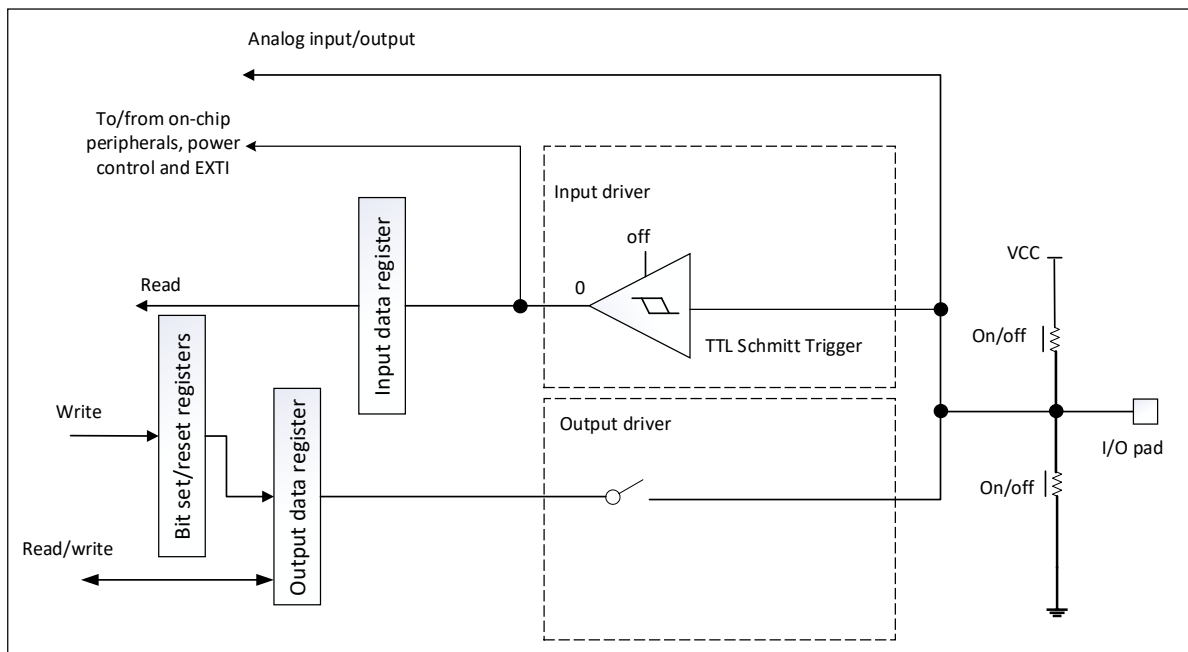 Analog input/output
To/from on-chip
peripherals, power
control and EXTI
Input driver
off
VCC
0
Read
Input data register
On/off
TTL Schmitt Trigger
Bit set/reset registers
Write
Output data register
Output driver
I/O pad
On/off
Read/write